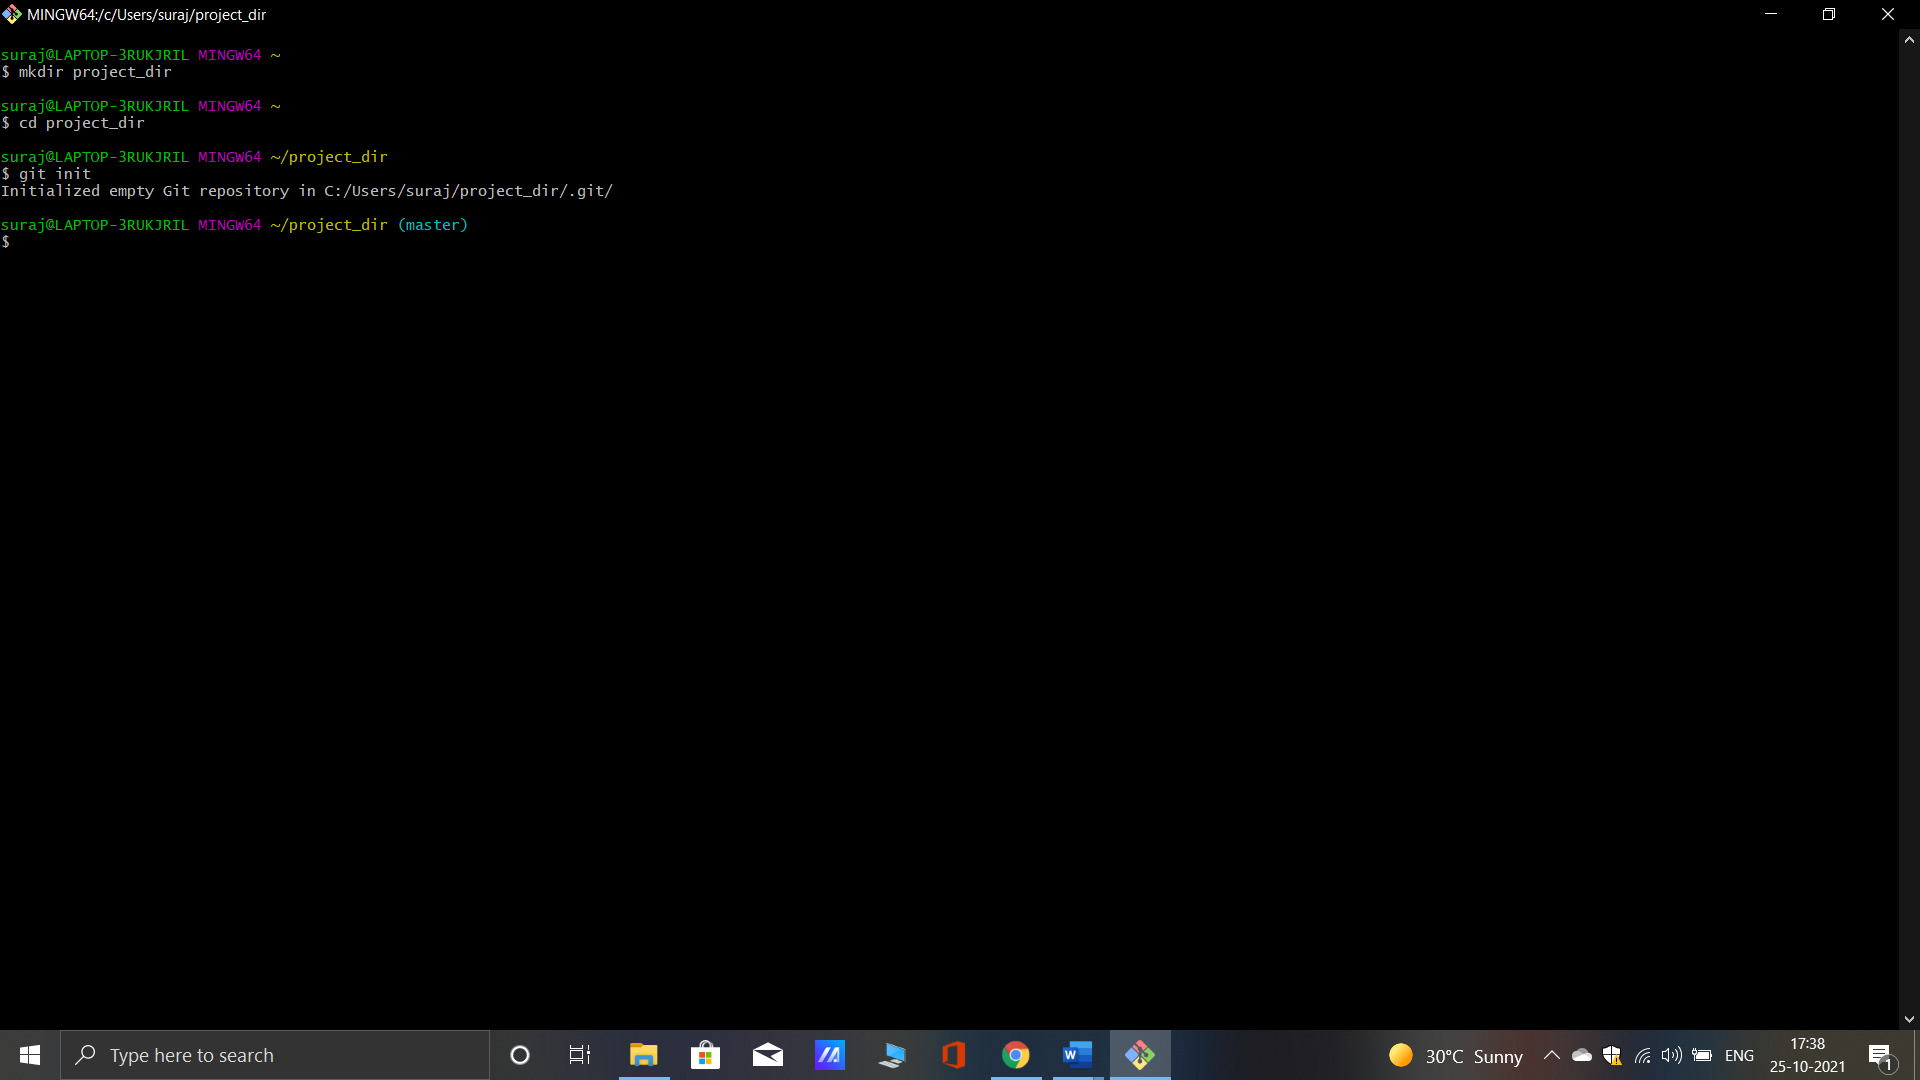 MINGW64:/c/Users/suraj/project_dir
suraj@LAPTOP-3RUKJRIL MINGW64 ~
$ mkdir project_dir
suraj@LAPTOP-3RUKJRIL MINGW64 ~
$ cd project_dir
suraj@LAPTOP-3RUKJRIL MINGW64 ~/project_dir
$ git init
Initialized empty Git repository in C:/Users/suraj/project_dir/.git/
suraj@LAPTOP-3RUKJRIL MINGW64 ~/project_dir (master)
$
Type here to search
W
30°C Sunny
ENG
17:38
25-10-2021
1